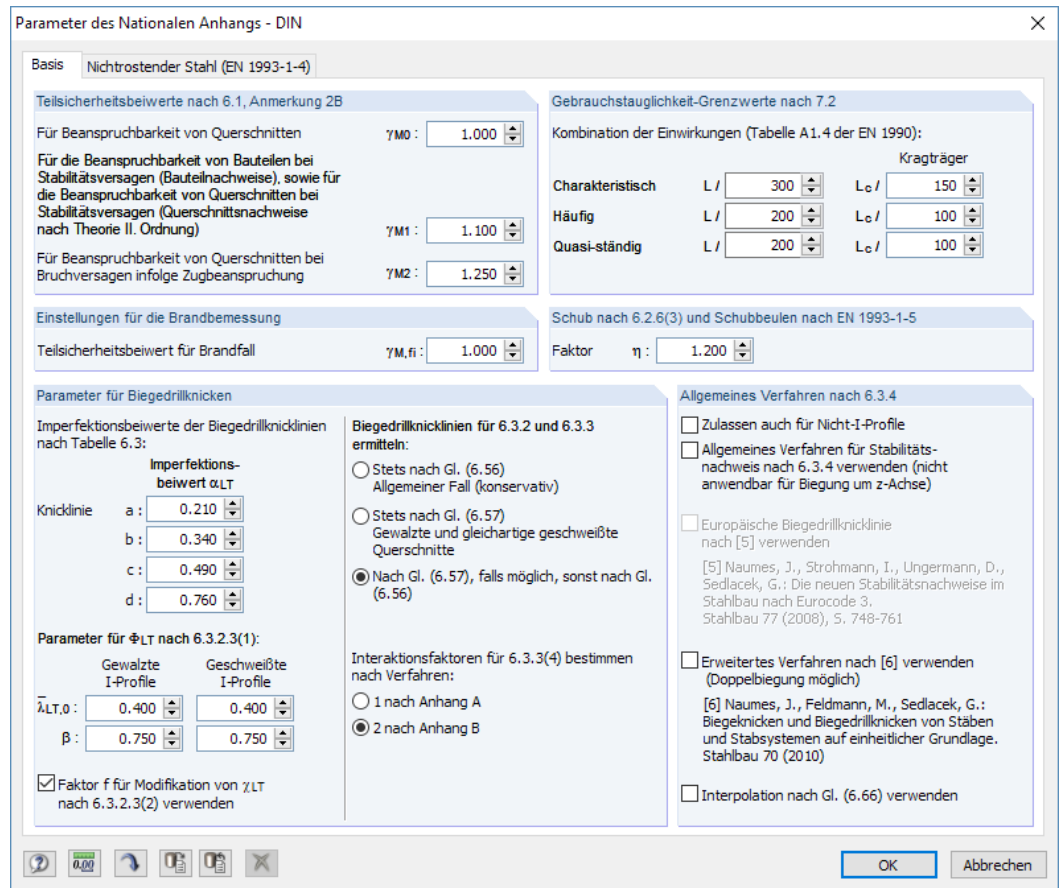 Parameter des Nationalen Anhangs - DIN
Basis
Nichtrostender Stahl (EN 1993-1-4)
Teilsicherheitsbeiwerte nach 6.1, Anmerkung 2B
Für Beanspruchbarkeit von Querschnitten γM0 : 1.000
Für die Beanspruchbarkeit von Bauteilen bei
Stabilitätsversagen (Bauteilnachweise), sowie für
die Beanspruchbarkeit von Querschnitten bei
Stabilitätsversagen (Querschnittsnachweise
nach Theorie II. Ordnung) γM1 : 1.100
Für Beanspruchbarkeit von Querschnitten bei
Bruchversagen infolge Zugbeanspruchung γM2 : 1.250
Gebrauchstauglichkeit-Grenzwerte nach 7.2
Kombination der Einwirkungen (Tabelle A1.4 der EN 1990):
Kragträger
Charakteristisch L / 300 Lc / 150
Häufig L / 200 Lc / 100
Quasi-ständig L / 200 Lc / 100
Einstellungen für die Brandbemessung
Teilsicherheitsbeiwert für Brandfall γM,fi : 1.000
Schub nach 6.2.6(3) und Schubbeulen nach EN 1993-1-5
Faktor η : 1.200
Parameter für Biegedrillknicken
Imperfektionsbeiwerte der Biegedrillknicklinien
nach Tabelle 6.3:
Imperfektions-
beiwert αLT
Knicklinie a : 0.210
b : 0.340
c : 0.490
d : 0.760
Parameter für ΦLT nach 6.3.2.3(1):
Gewalzte Geschweißte
I-Profile I-Profile
λ̅LT,0 : 0.400 0.400
β : 0.750 0.750
Faktor f für Modifikation von χLT
nach 6.3.2.3(2) verwenden
Biegedrillknicklinien für 6.3.2 und 6.3.3
ermitteln:
Stets nach Gl. (6.56)
Allgemeiner Fall (konservativ)
Stets nach Gl. (6.57)
Gewalzte und gleichartige geschweißte
Querschnitte
Nach Gl. (6.57), falls möglich, sonst nach Gl.
(6.56)
Interaktionsfaktoren für 6.3.3(4) bestimmen
nach Verfahren:
1 nach Anhang A
2 nach Anhang B
Allgemeines Verfahren nach 6.3.4
Zulassen auch für Nicht-I-Profile
Allgemeines Verfahren für Stabilitäts-
nachweis nach 6.3.4 verwenden (nicht
anwendbar für Biegung um z-Achse)
Europäische Biegedrillknicklinie
nach [5] verwenden
[5] Naumes, J., Strohmann, I., Ungermann, D.,
Sedlacek, G.: Die neuen Stabilitätsnachweise im
Stahlbau nach Eurocode 3.
Stahlbau 77 (2008), S. 748-761
Erweitertes Verfahren nach [6] verwenden
(Doppelbiegung möglich)
[6] Naumes, J., Feldmann, M., Sedlacek, G.:
Biegeknicken und Biegedrillknicken von Stäben
und Stabsystemen auf einheitlicher Grundlage.
Stahlbau 70 (2010)
Interpolation nach Gl. (6.66) verwenden
0.00
OK
Abbrechen